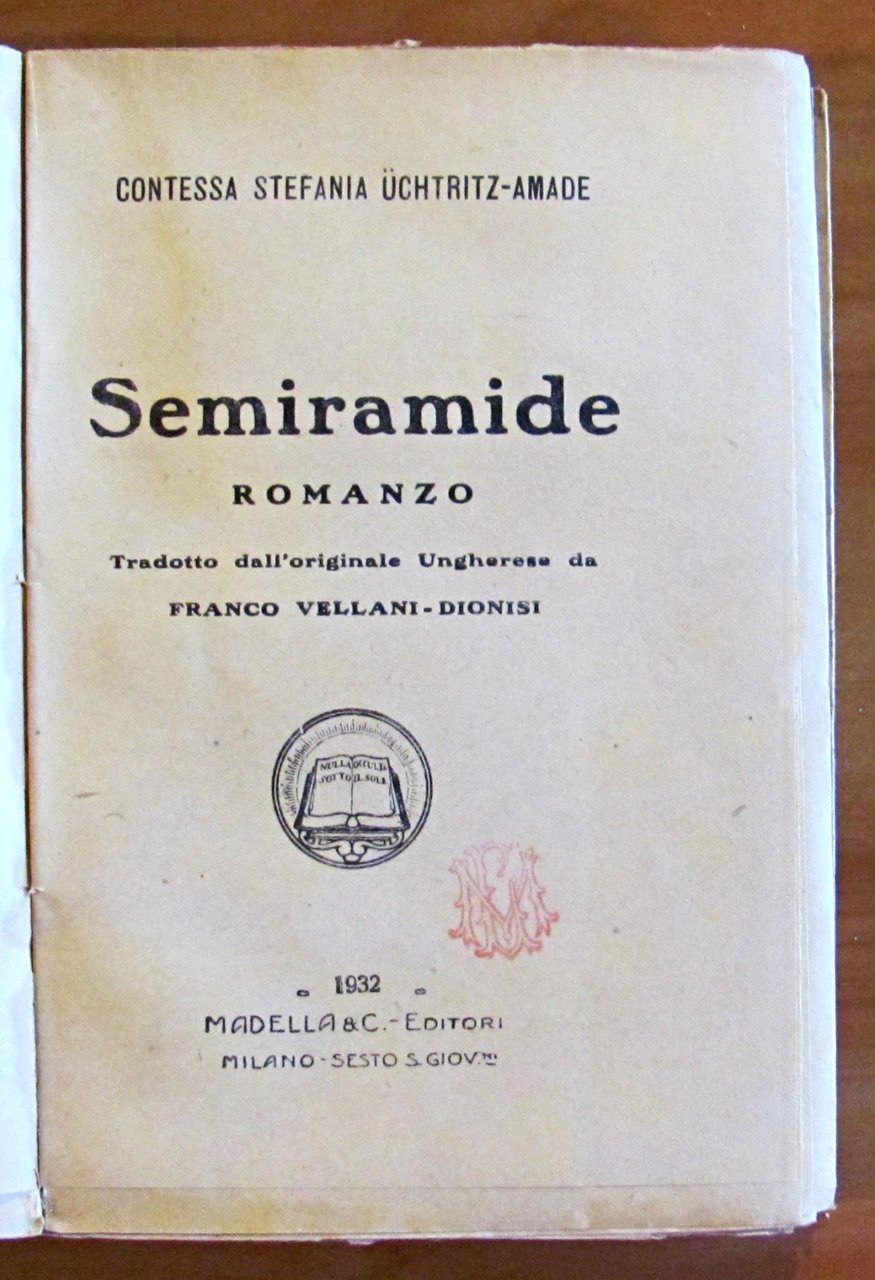 CONTESSA STEFANIA ÜCHTRITZ-AMADE
Semiramide
ROMANZO
Tradotto dall'originale Ungherese da
FRANCO VELLANI-DIONISI
NULLA
SOTTO IL SOLE
1932
MADELLA & C. - EDITORI
MILANO - SESTO S. GIOV.NI